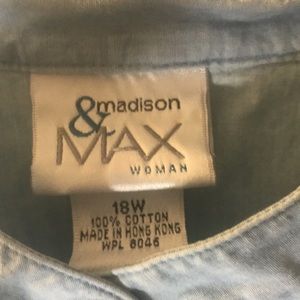 madison
& MAX
WOMAN
18W
100% COTTON
MADE IN HONG KONG
WPL 8046